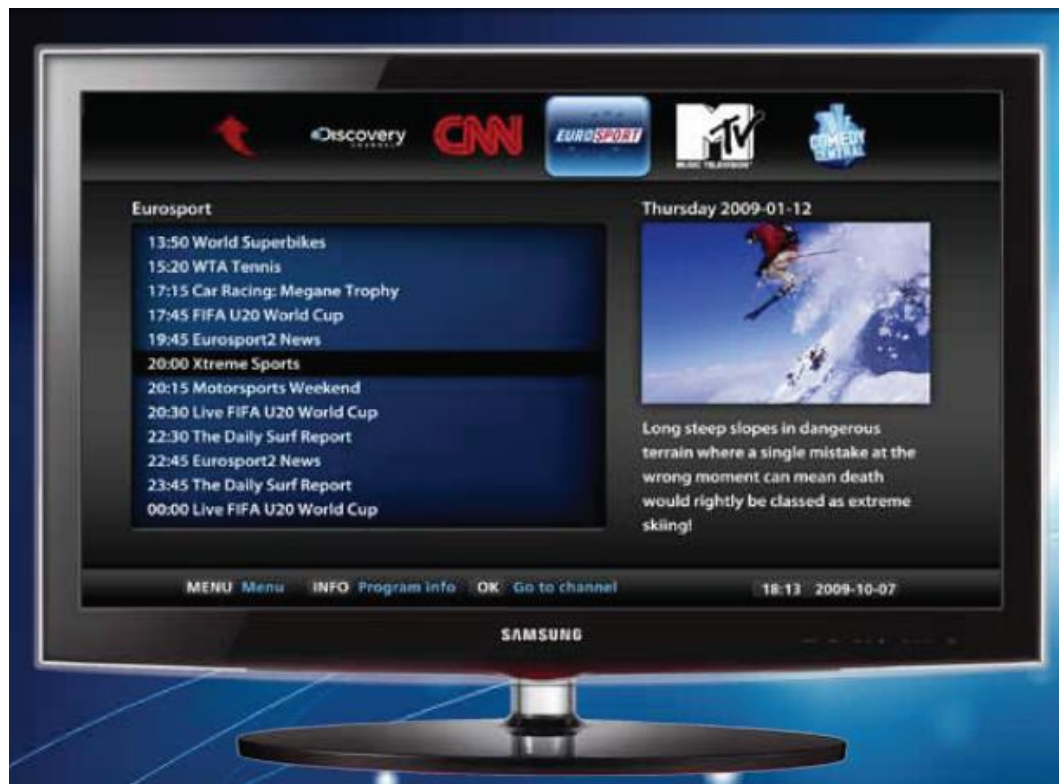 Discovery
CHANNEL
CNN
EUROSPORT
MTV
MUSIC TELEVISION
COMEDY
CENTRAL
Eurosport
13:50 World Superbikes
15:20 WTA Tennis
17:15 Car Racing: Megane Trophy
17:45 FIFA U20 World Cup
19:45 Eurosport2 News
20:00 Xtreme Sports
20:15 Motorsports Weekend
20:30 Live FIFA U20 World Cup
22:30 The Daily Surf Report
22:45 Eurosport2 News
23:45 The Daily Surf Report
00:00 Live FIFA U20 World Cup
Thursday 2009-01-12
Long steep slopes in dangerous
terrain where a single mistake at the
wrong moment can mean death
would rightly be classed as extreme
skiing!
MENU Menu INFO Program info OK Go to channel
18:13 2009-10-07
SAMSUNG